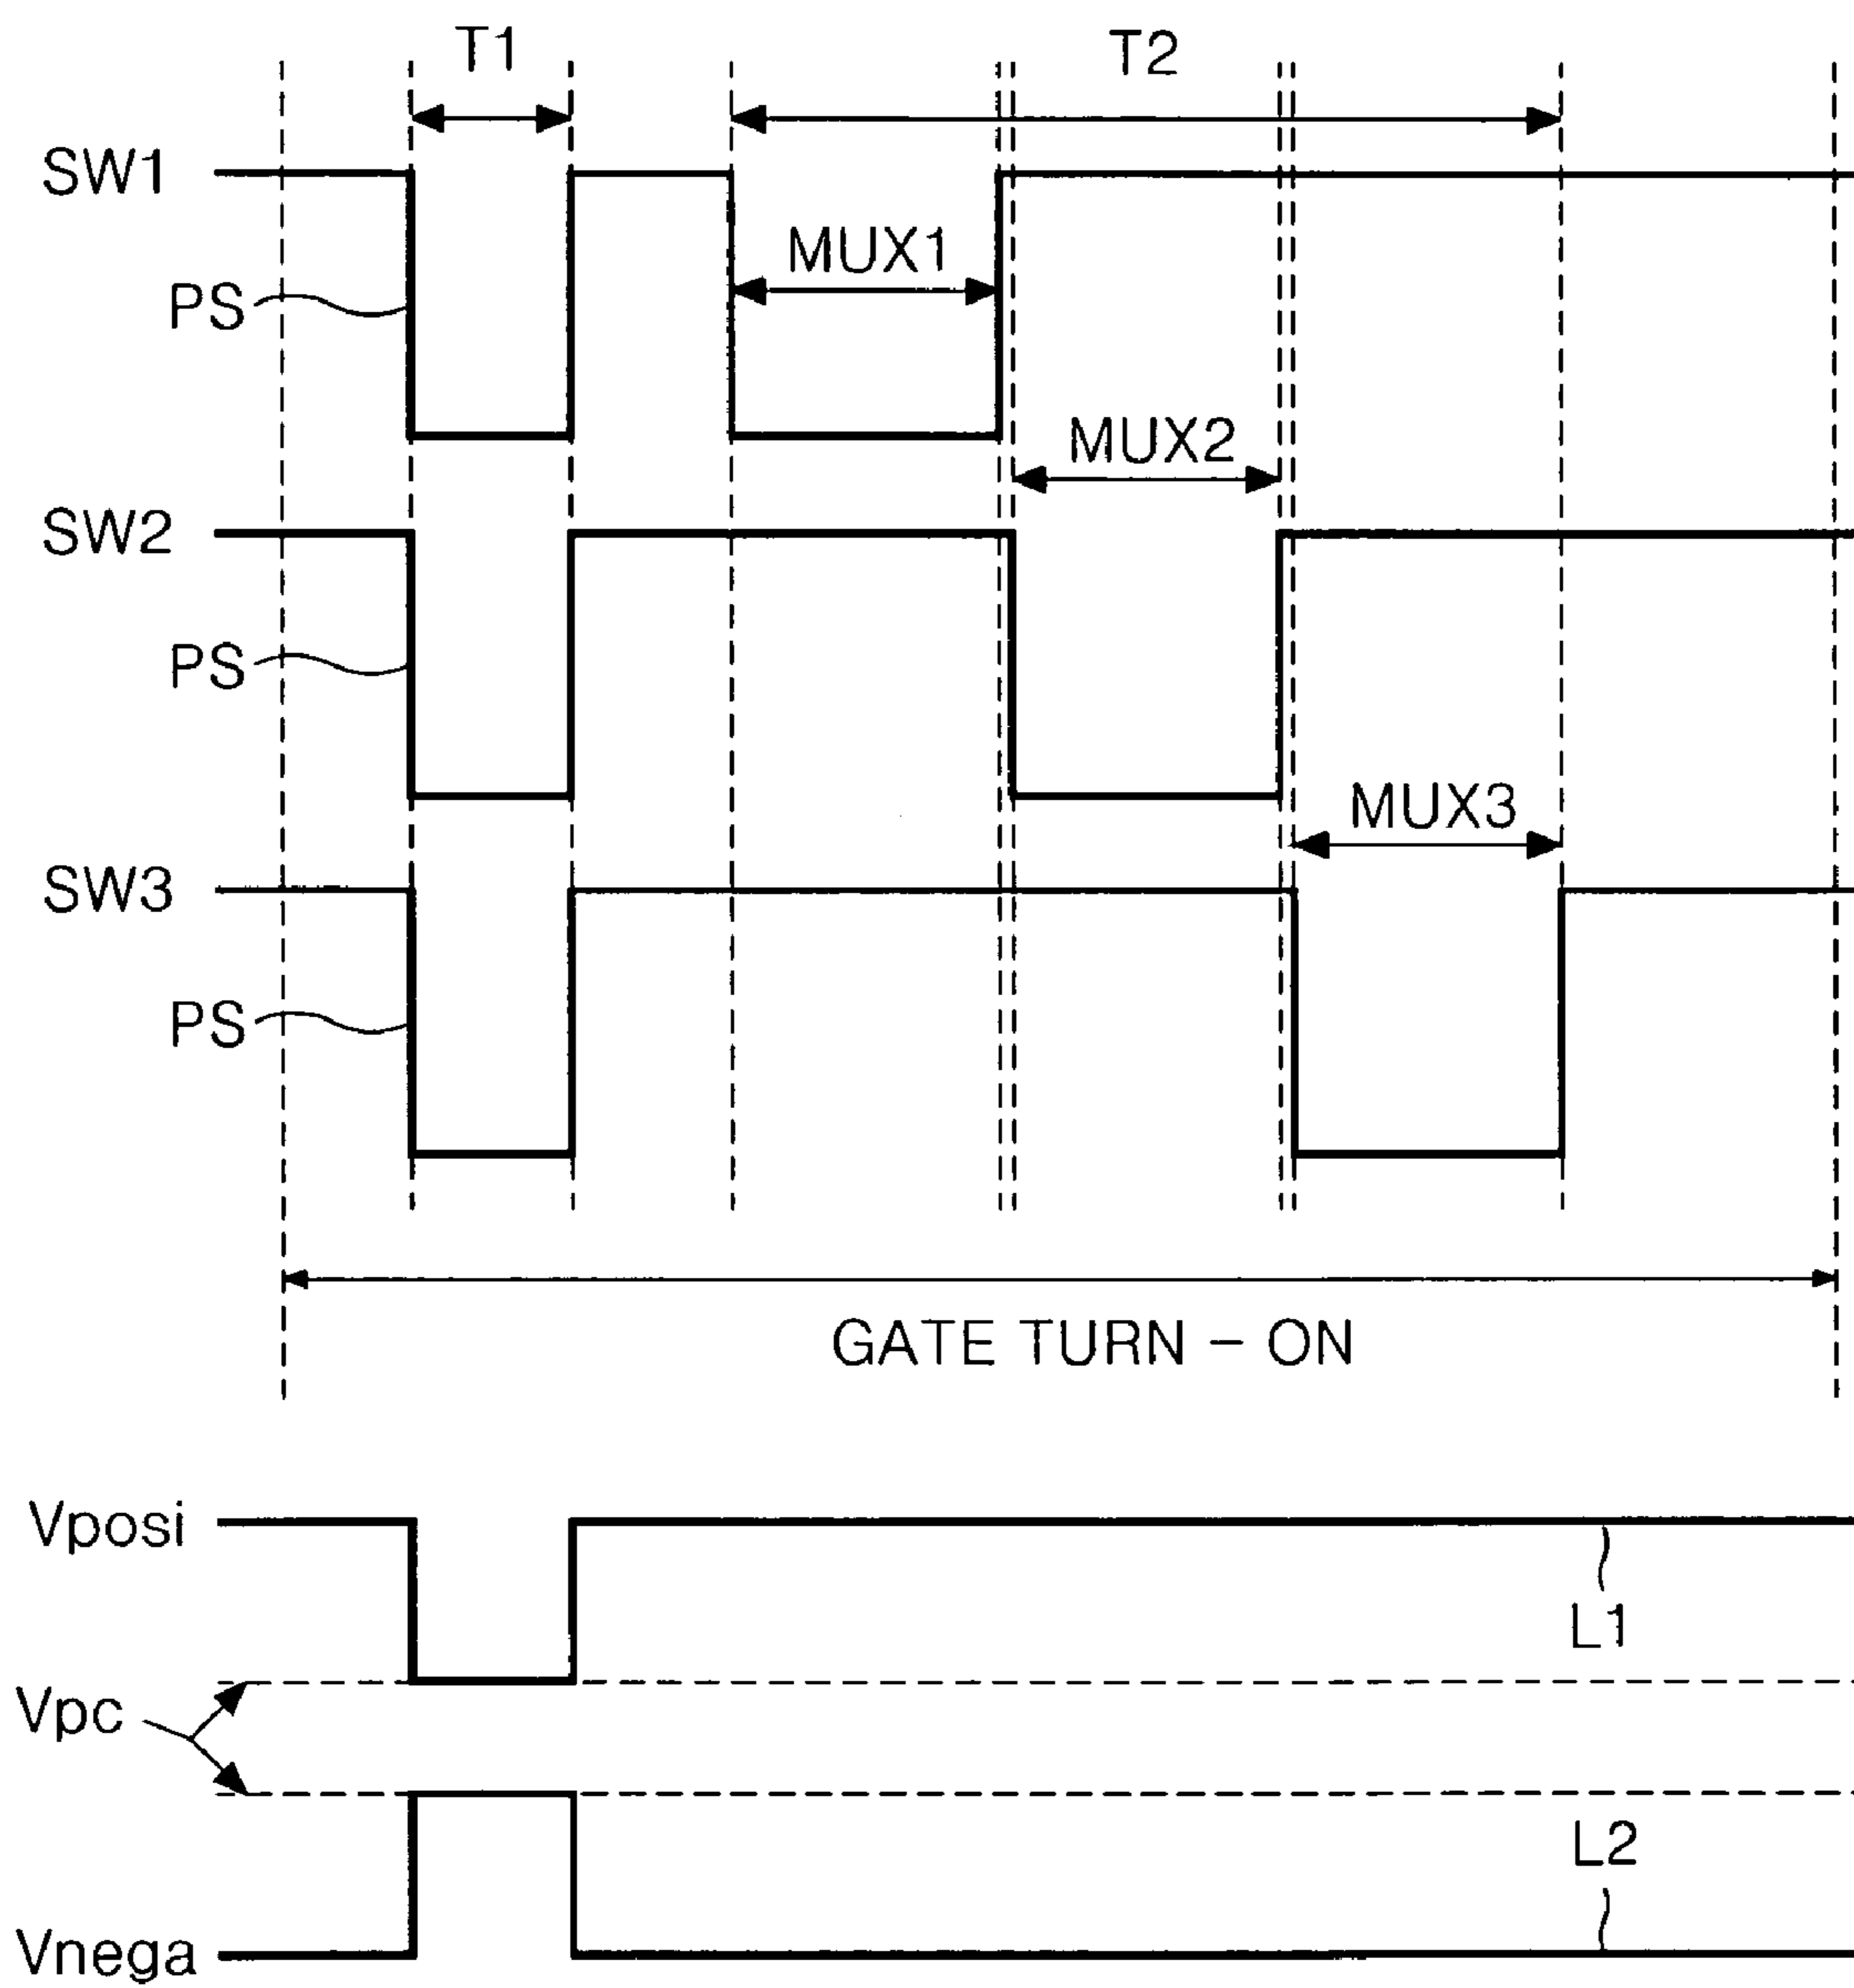 T1
T2
SW1
MUX1
PS
MUX2
SW2
PS
MUX3
SW3
PS
GATE TURN – ON
Vposi
L1
Vpc
L2
Vnega